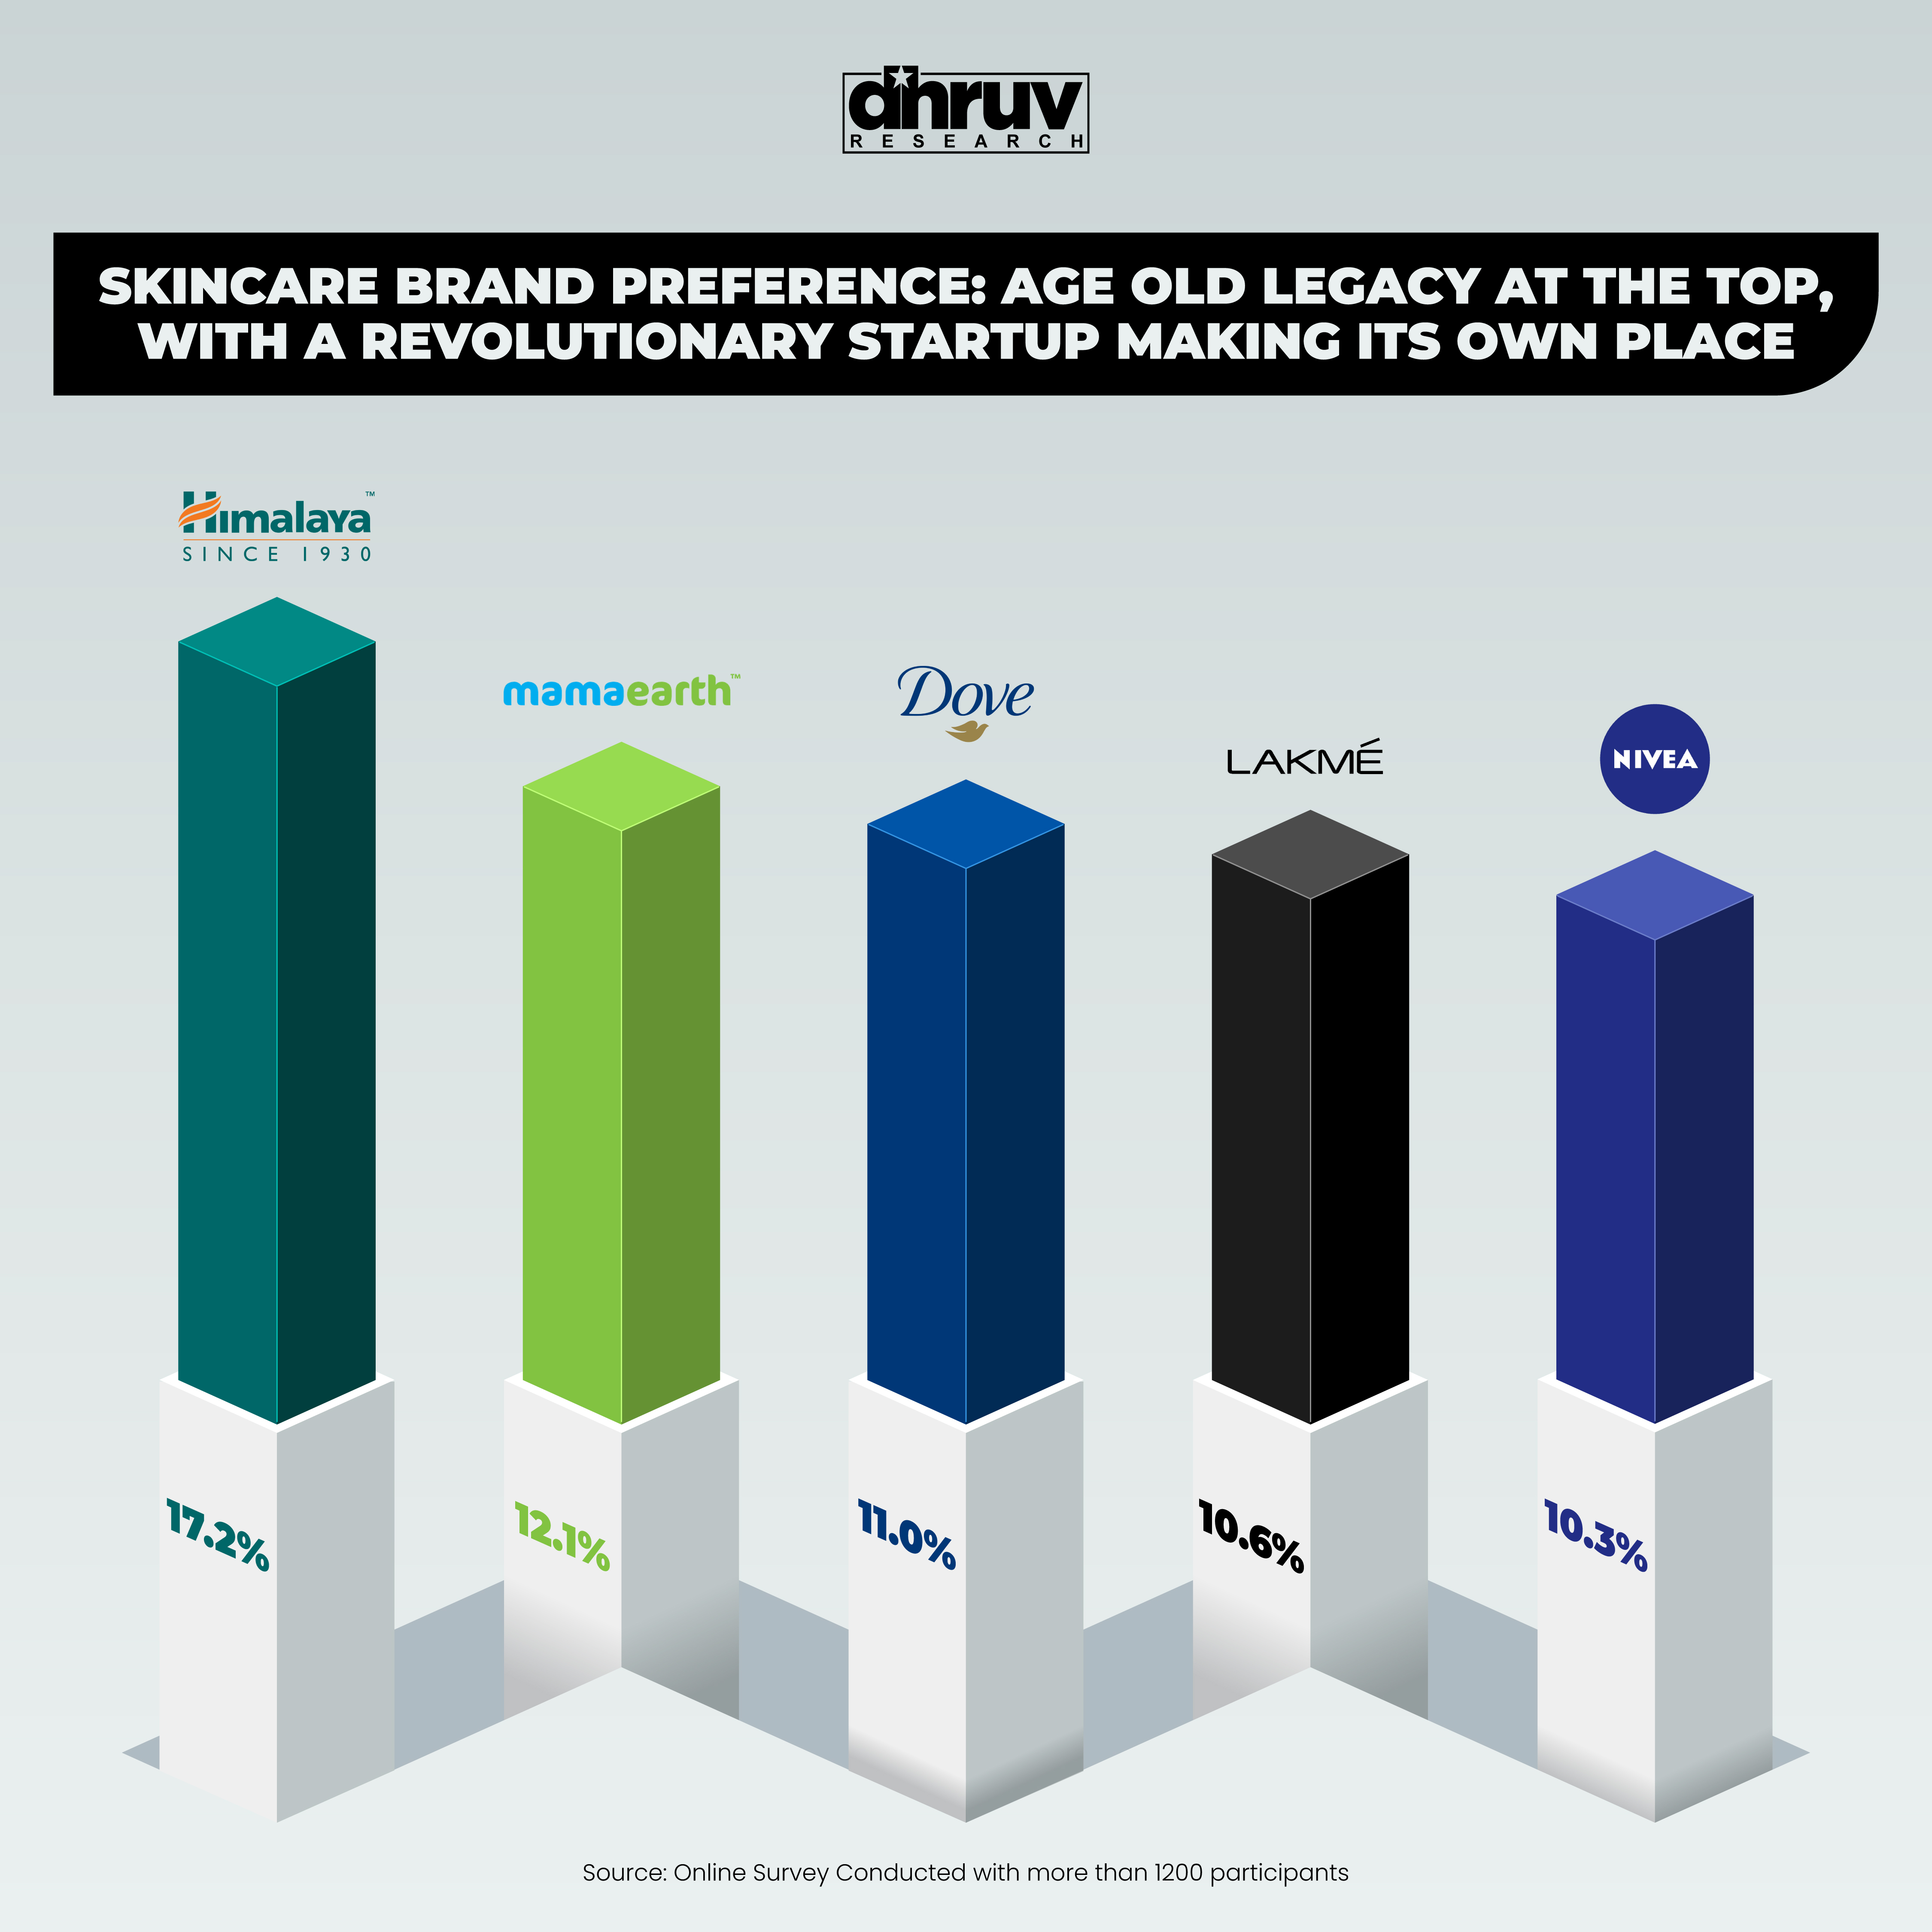 dhruv
RESEARCH
SKINCARE BRAND PREFERENCE: AGE OLD LEGACY AT THE TOP,
WITH A REVOLUTIONARY STARTUP MAKING ITS OWN PLACE
Himalaya™
SINCE 1930
mamaearth™
Dove
LAKMÉ
NIVEA
17.2%
12.1%
11.0%
10.6%
10.3%
Source: Online Survey Conducted with more than 1200 participants